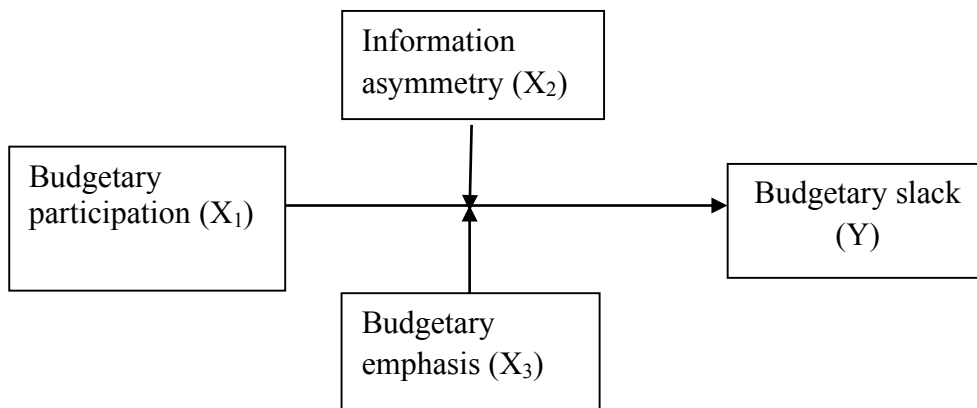 Information
asymmetry (X₂)
Budgetary
participation (X₁)
Budgetary slack
(Y)
Budgetary
emphasis (X₃)